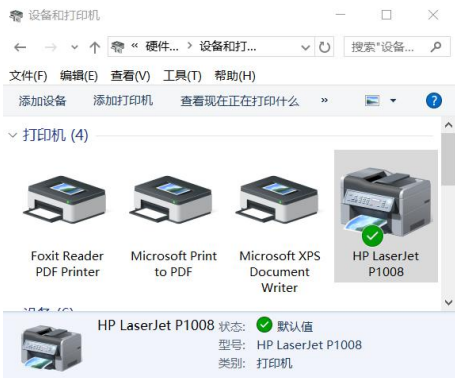 设备和打印机
« 硬件... › 设备和打...
搜索"设备...
文件(F) 编辑(E) 查看(V) 工具(T) 帮助(H)
添加设备 添加打印机 查看现在正在打印什么 »
打印机 (4)
Foxit Reader PDF Printer
Microsoft Print to PDF
Microsoft XPS Document Writer
HP LaserJet P1008
HP LaserJet P1008 状态: 默认值
型号: HP LaserJet P1008
类别: 打印机